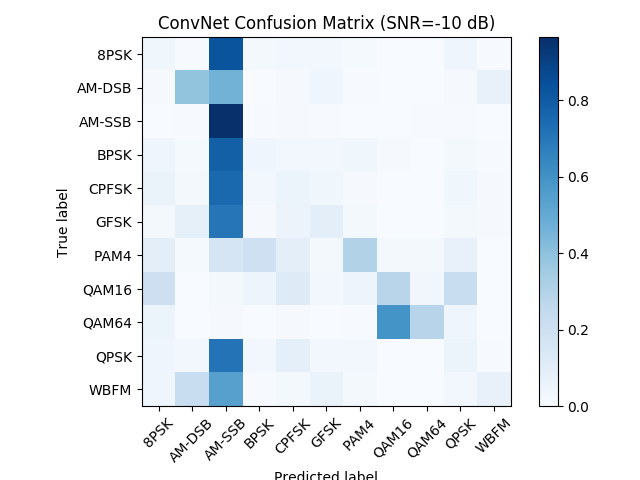 ConvNet Confusion Matrix (SNR=-10 dB)
8PSK
AM-DSB
AM-SSB
BPSK
CPFSK
GFSK
PAM4
QAM16
QAM64
QPSK
WBFM
True label
8PSK
AM-DSB
AM-SSB
BPSK
CPFSK
GFSK
PAM4
QAM16
QAM64
QPSK
WBFM
Predicted label
0.8
0.6
0.4
0.2
0.0